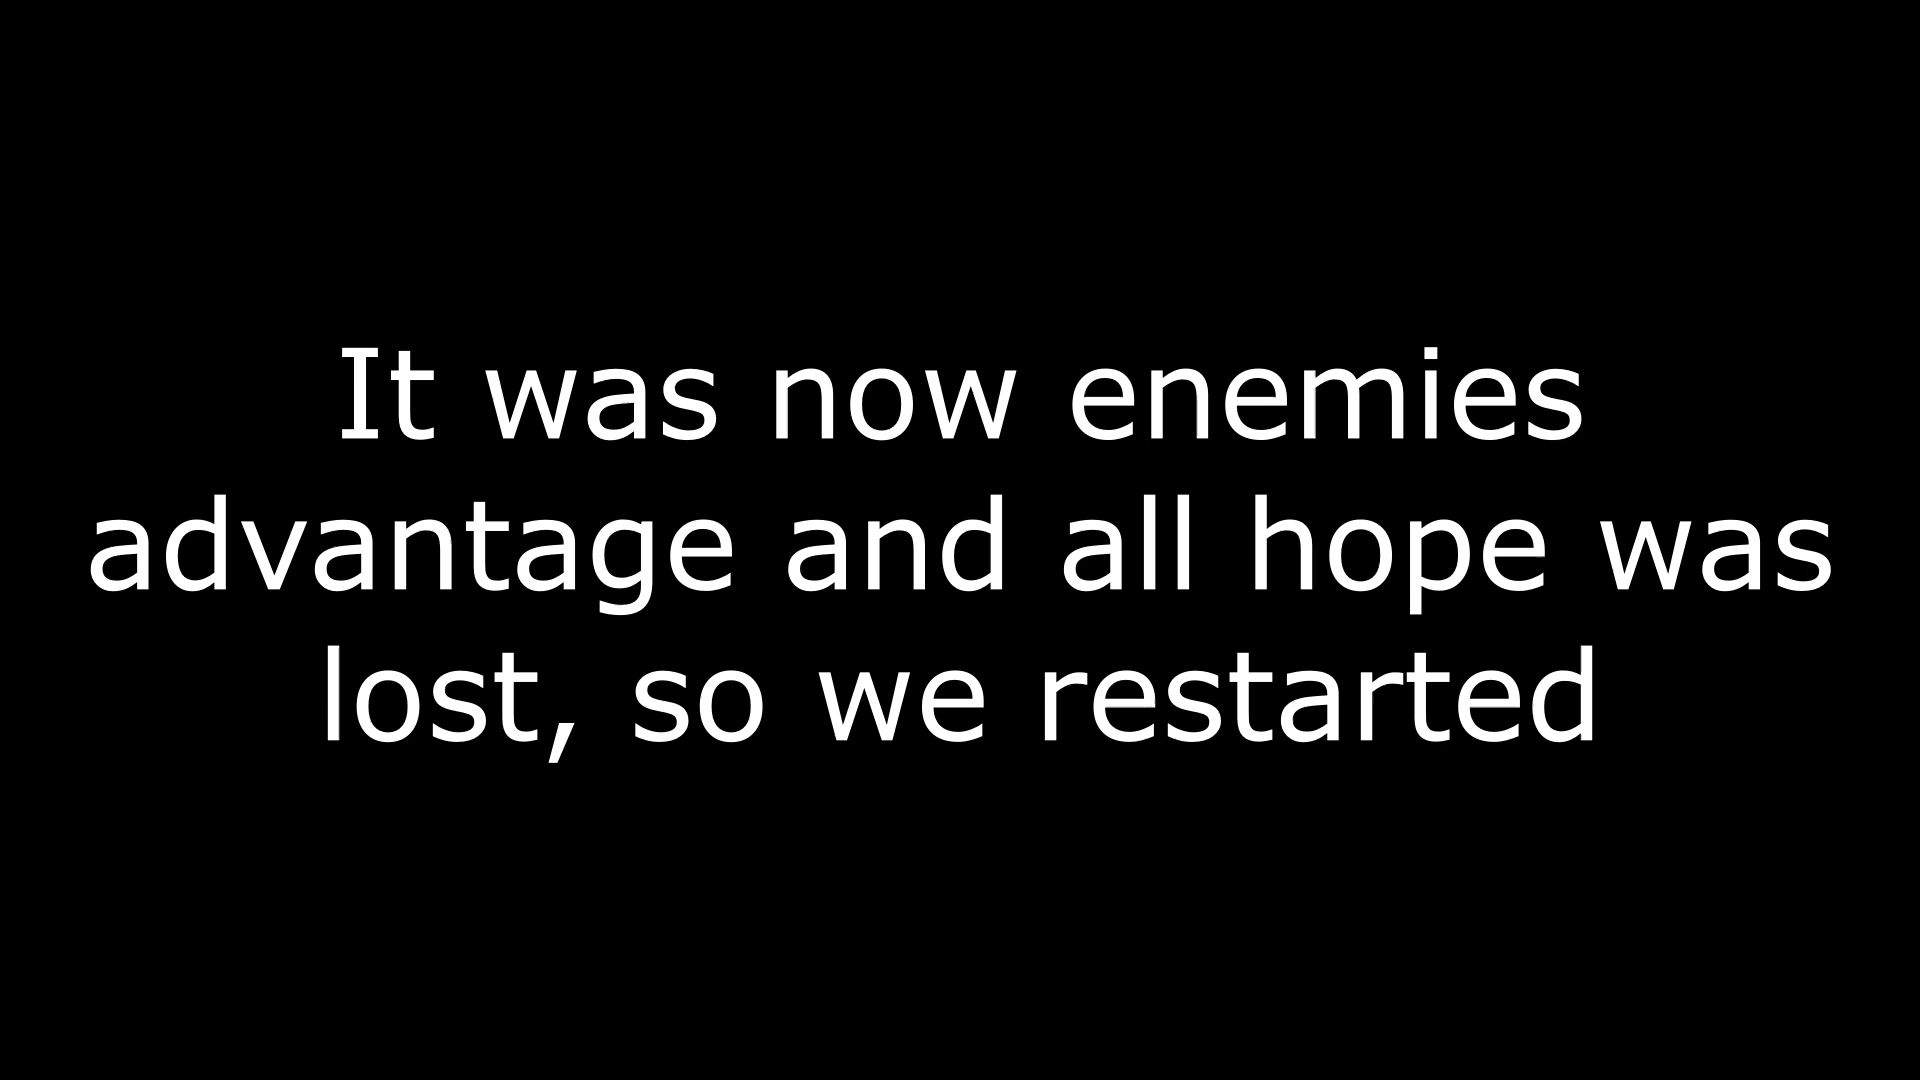 It was now enemies
advantage and all hope was
lost, so we restarted